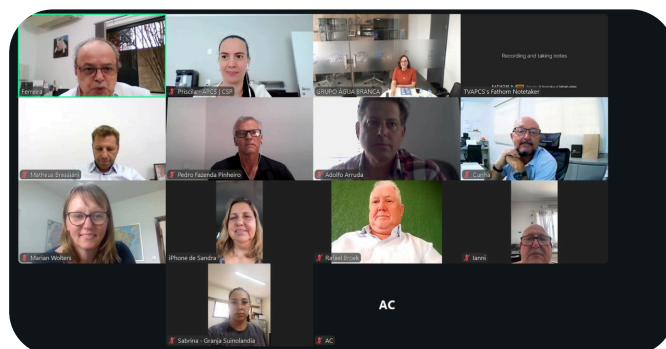 Ferreira
Priscila - APCS | CSP
GRUPO ÁGUA BRANCA
Recording and taking notes
TVAPCS's Fathom Notetaker
Matheus Bressiani
Pedro Fazenda Pinheiro
Adolfo Arruda
Cunha
Marian Wolters
iPhone de Sandra
Rafael Broek
Ianni
Sabrina - Granja Suinolandia
AC
AC